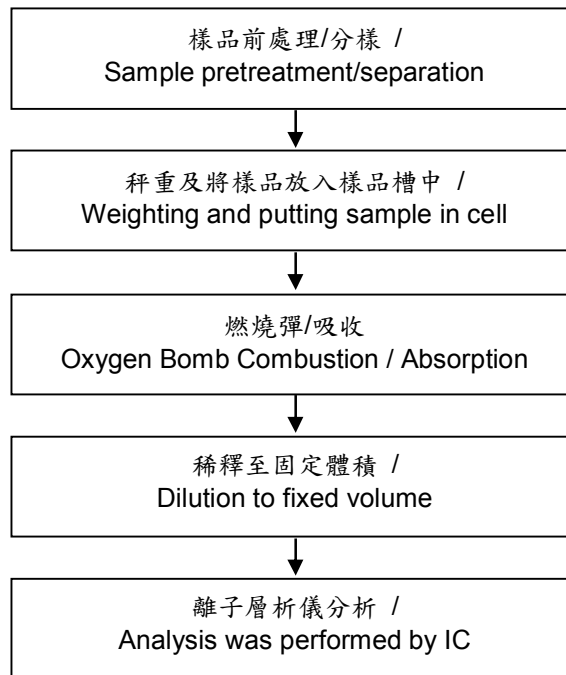 樣品前處理/分樣 /
Sample pretreatment/separation
秤重及將樣品放入樣品槽中 /
Weighting and putting sample in cell
燃燒彈/吸收
Oxygen Bomb Combustion / Absorption
稀釋至固定體積 /
Dilution to fixed volume
離子層析儀分析 /
Analysis was performed by IC